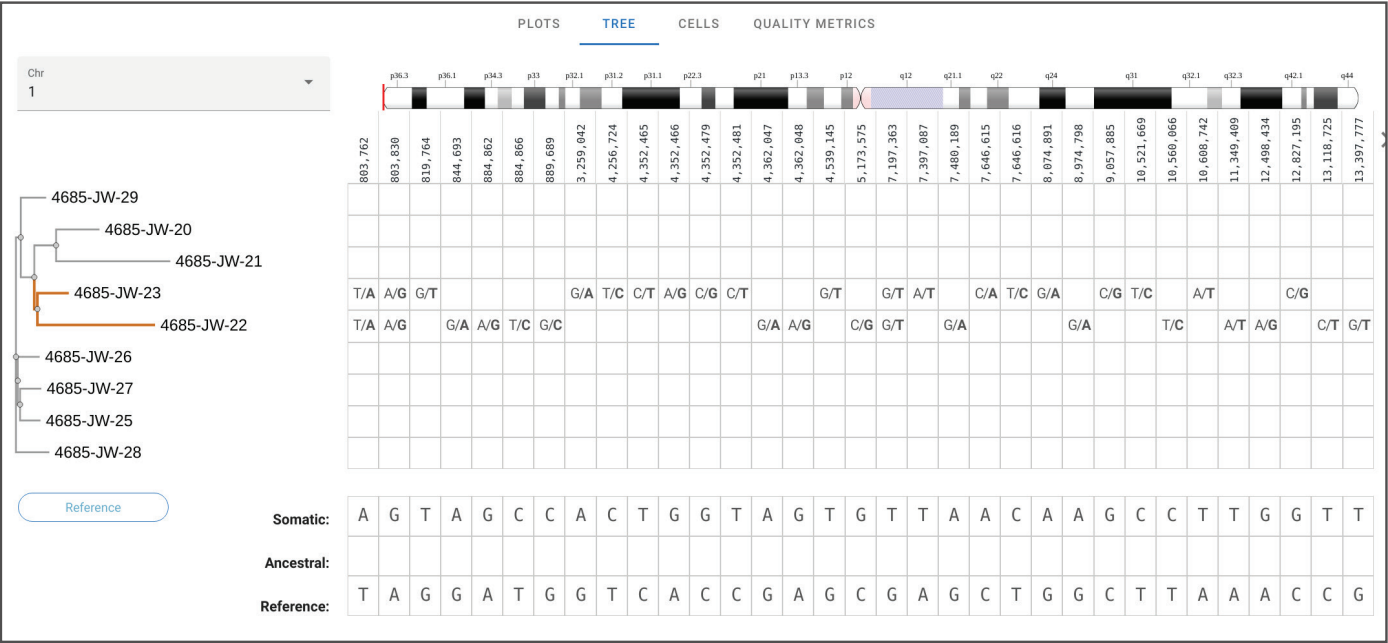 PLOTS TREE CELLS QUALITY METRICS
Chr
1
p36.3 p36.1 p34.3 p33 p32.1 p31.2 p31.1 p22.3 p21 p13.3 p12 q12 q21.1 q22 q24 q31 q32.1 q32.3 q42.1 q44
803,762 803,830 819,764 844,693 884,862 884,866 889,689 3,259,042 4,256,724 4,352,465 4,352,466 4,352,479 4,352,481 4,362,047 4,362,048 4,539,145 5,173,575 7,197,363 7,397,087 7,480,189 7,646,615 7,646,616 8,074,891 8,974,798 9,057,885 10,521,669 10,560,066 10,608,742 11,349,409 12,498,434 12,827,195 13,118,725 13,397,777
4685-JW-29
4685-JW-20
4685-JW-21
4685-JW-23 T/A A/G G/T G/A T/C C/T A/G C/G C/T G/T G/T A/T C/A T/C G/A C/G T/C A/T C/G
4685-JW-22 T/A A/G G/A A/G T/C G/C G/A A/G C/G G/T G/A G/A T/C A/T A/G C/T G/T
4685-JW-26
4685-JW-27
4685-JW-25
4685-JW-28
Reference
Somatic: A G T A G C C A C T G G T A G T G T T A A C A A G C C T T G G T T
Ancestral:
Reference: T A G G A T G G T C A C C G A G C G A G C T G G C T T A A A C C G